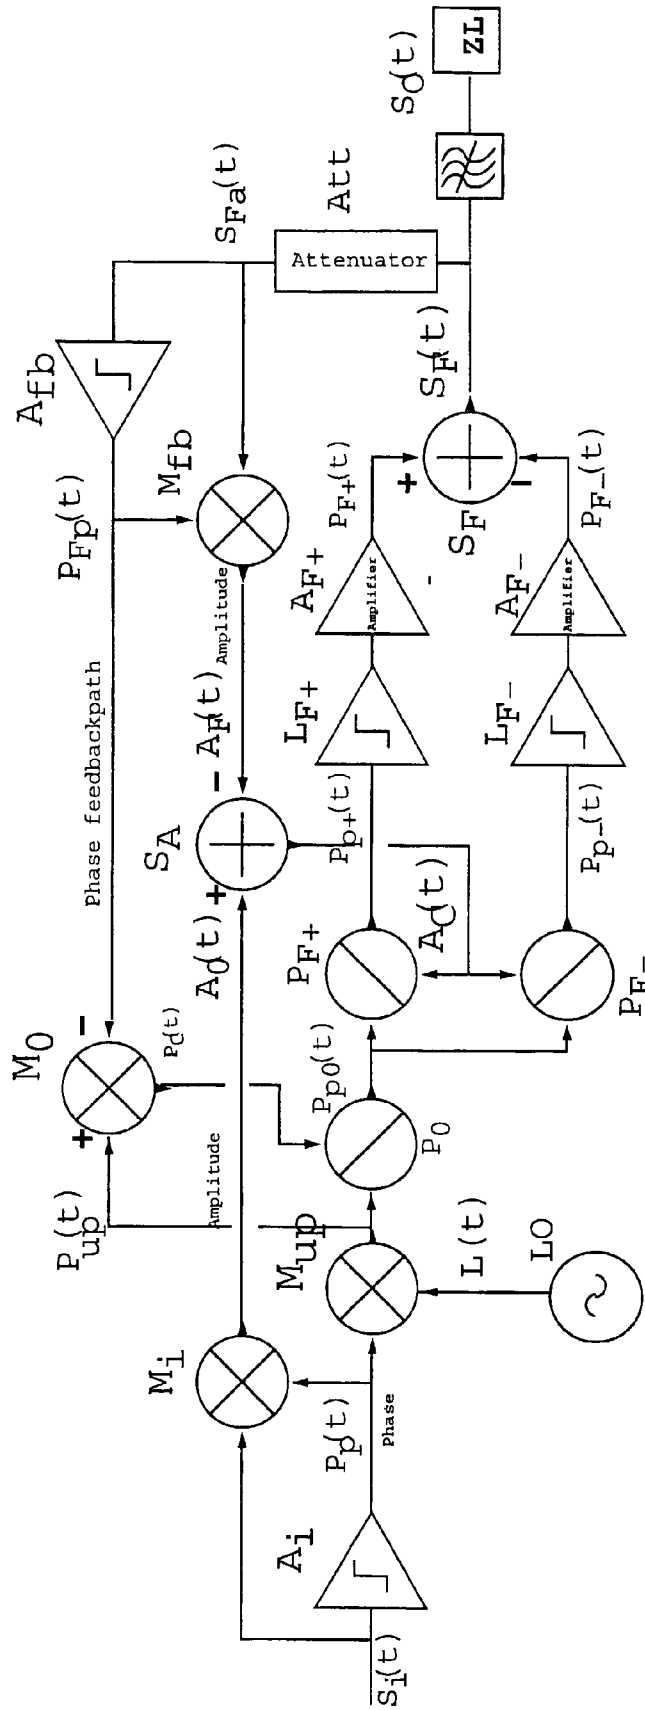 Si(t)
Ai
Pp(t)
Phase
Mi
Amplitude
Mup
L(t)
LO
Pup(t)
+
M0
−
Pd(t)
P0
Pp0(t)
A0(t)
+
SA
−
AF(t)
Amplitude
Phase feedbackpath
PF+
PF−
AC(t)
Pp+(t)
Pp−(t)
LF+
LF−
AF+
Amplifier
-
AF−
Amplifier
PF+(t)
PF−(t)
+
−
SF
SF(t)
Mfb
PFp(t)
Afb
SFa(t)
Att
Attenuator
SO(t)
ZL